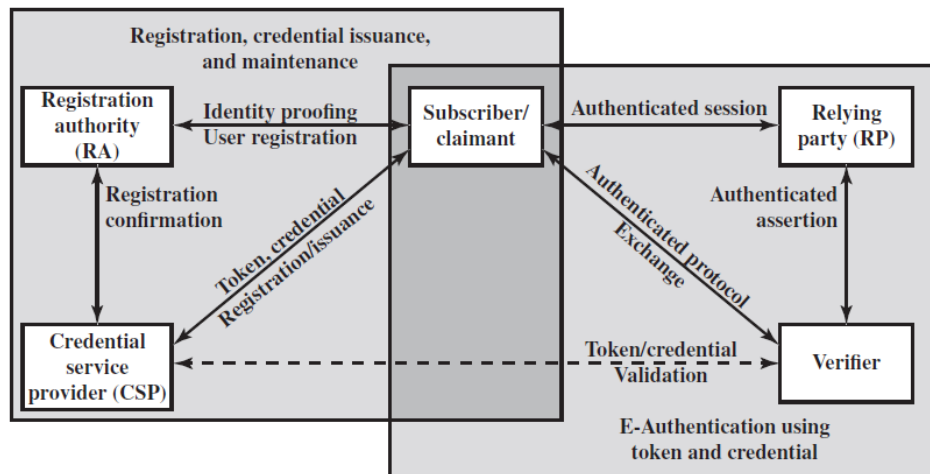 Registration, credential issuance,
and maintenance
Registration
authority
(RA)
Identity proofing
User registration
Subscriber/
claimant
Authenticated session
Relying
party (RP)
Registration
confirmation
Token, credential
Registration/issuance
Authenticated protocol
Exchange
Authenticated
assertion
Credential
service
provider (CSP)
Token/credential
Validation
Verifier
E-Authentication using
token and credential